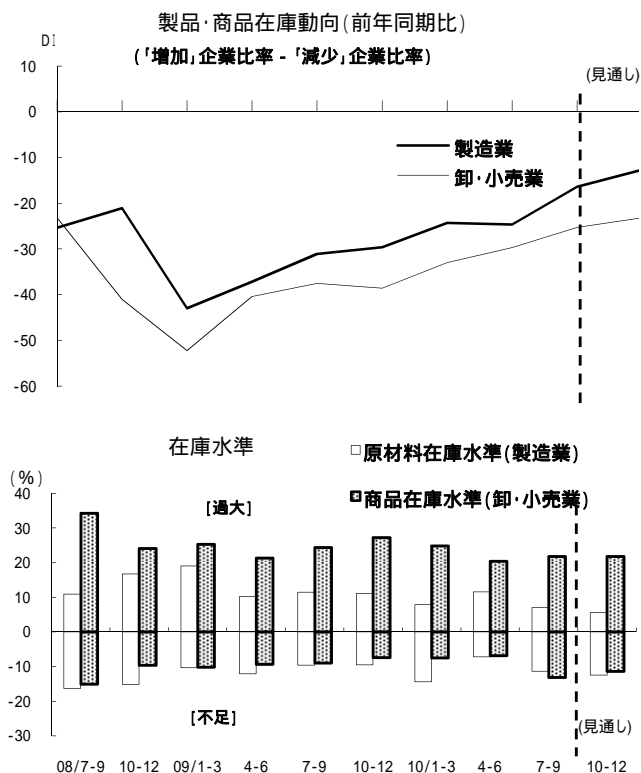 製品･商品在庫動向(前年同期比)
DI
(｢増加｣企業比率 - ｢減少｣企業比率)
10
(見通し)
0
-10
製造業
-20
卸･小売業
-30
-40
-50
-60
在庫水準
□原材料在庫水準(製造業)
(%)
40
[過大]
商品在庫水準(卸･小売業)
30
20
10
0
-10
-20
[不足]
(見通し)
-30
08/7-9 10-12 09/1-3 4-6 7-9 10-12 10/1-3 4-6 7-9 10-12